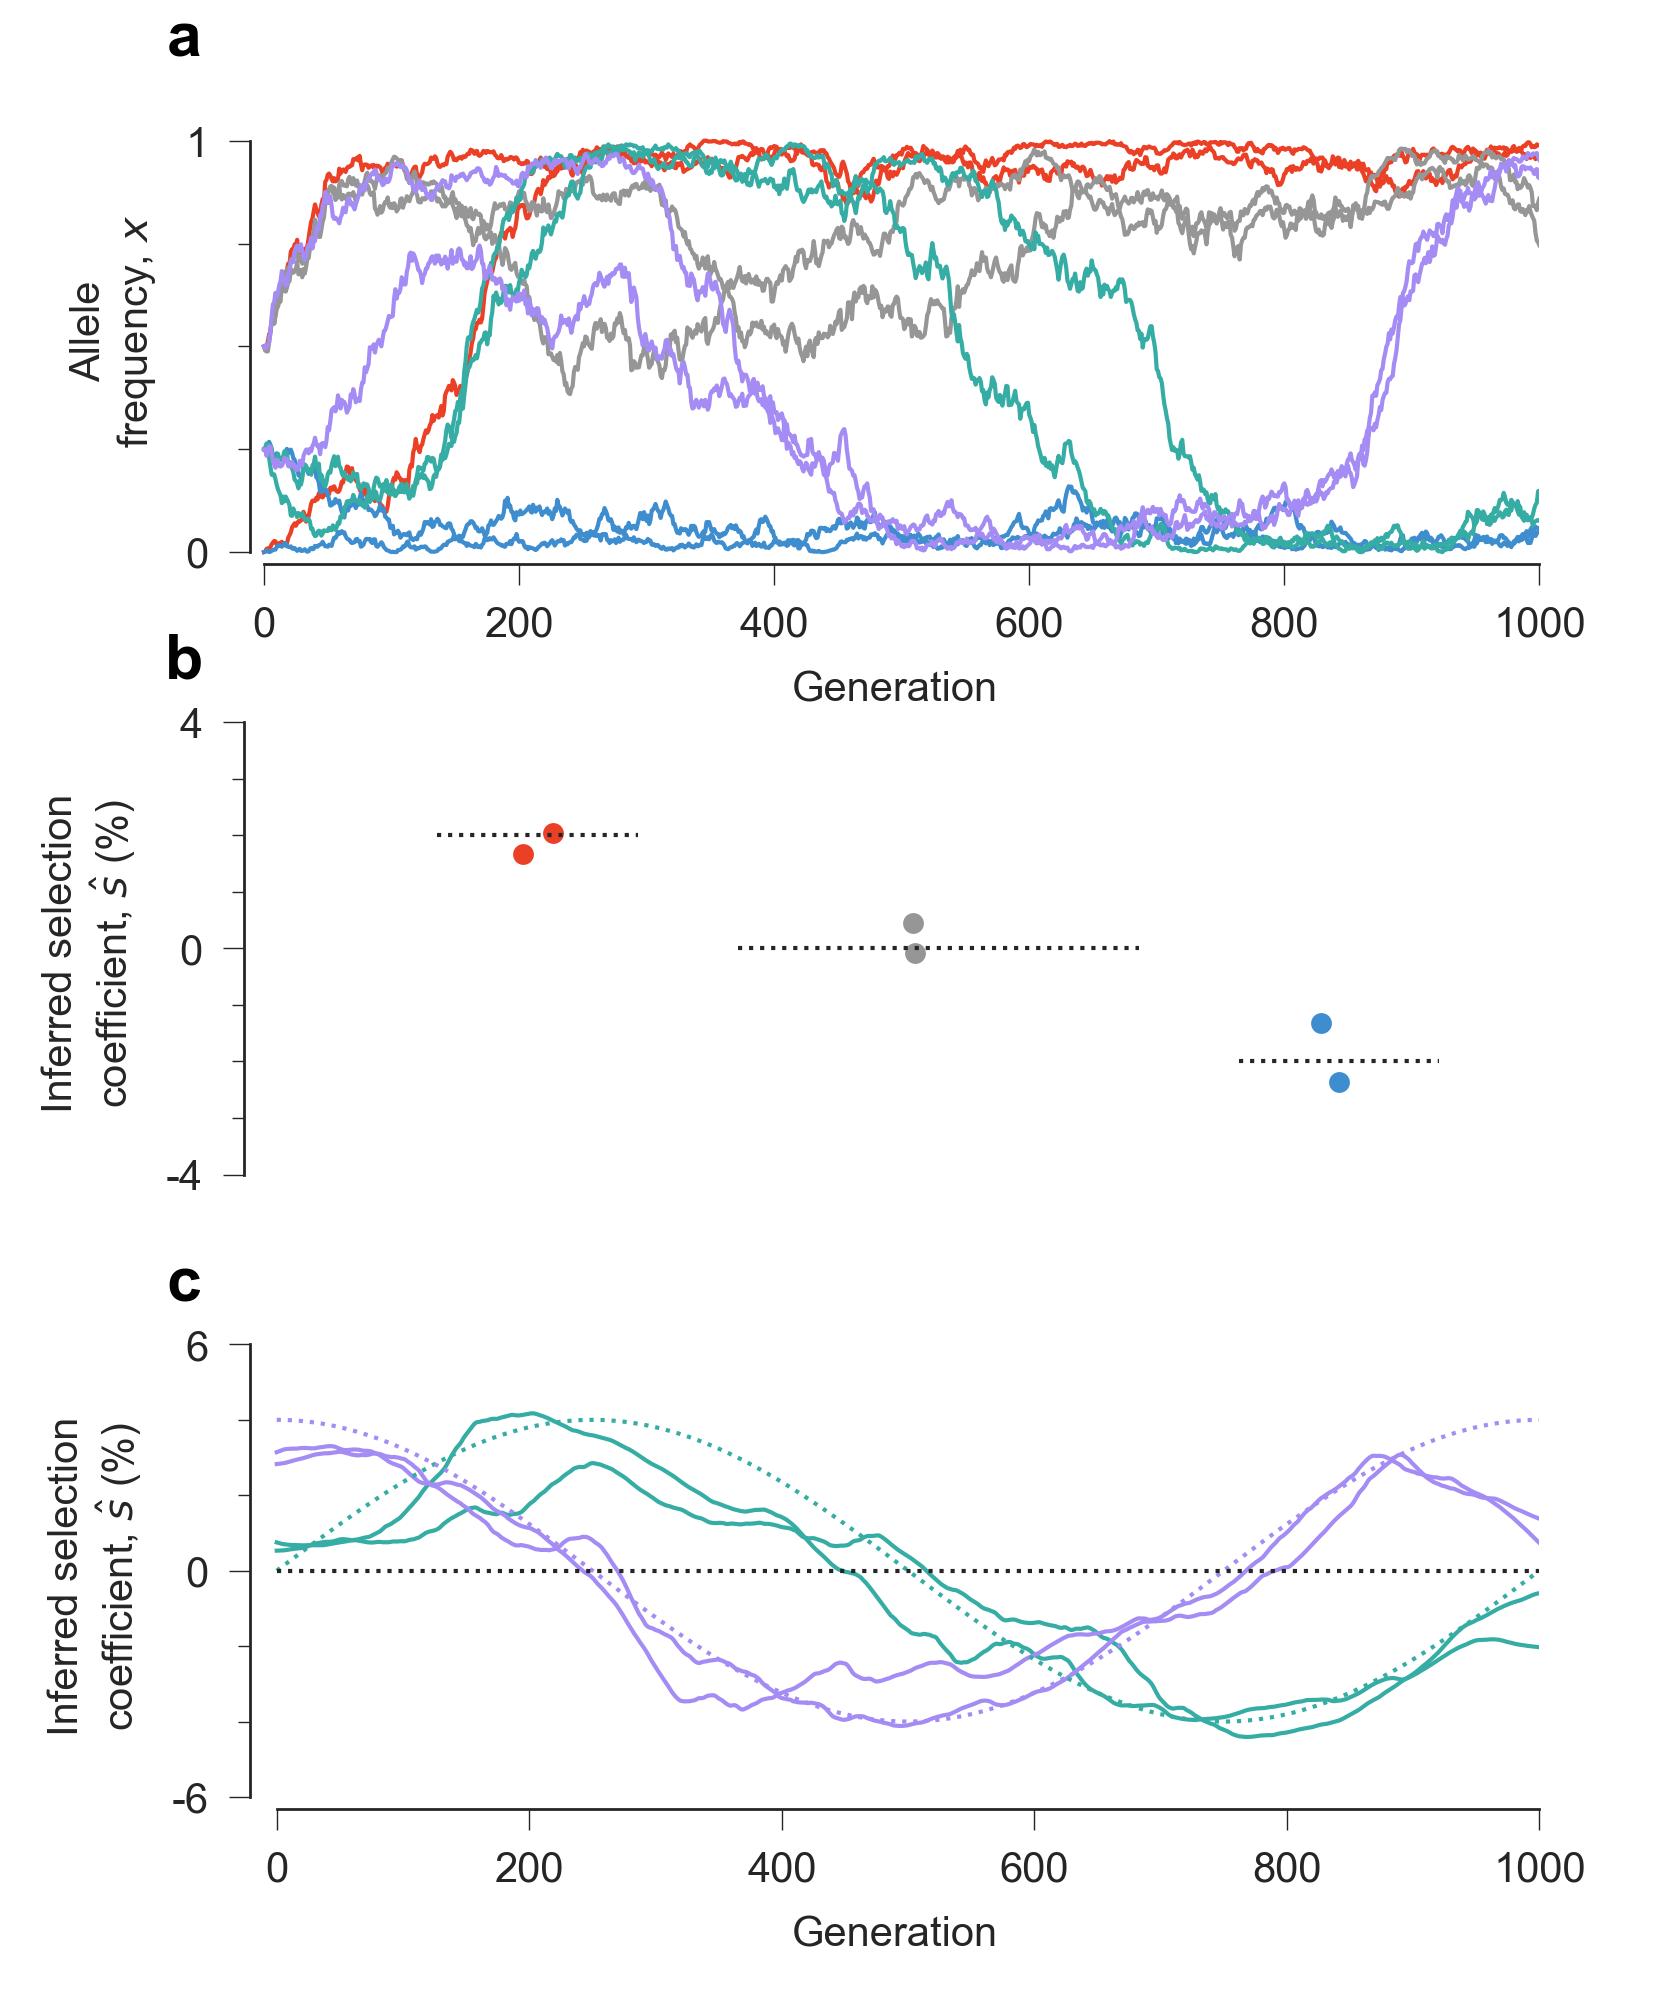 a
1
0
Allele
frequency, x
0 200 400 600 800 1000
Generation
b
4
0
-4
Inferred selection
coefficient, ŝ (%)
c
6
0
-6
Inferred selection
coefficient, ŝ (%)
0 200 400 600 800 1000
Generation